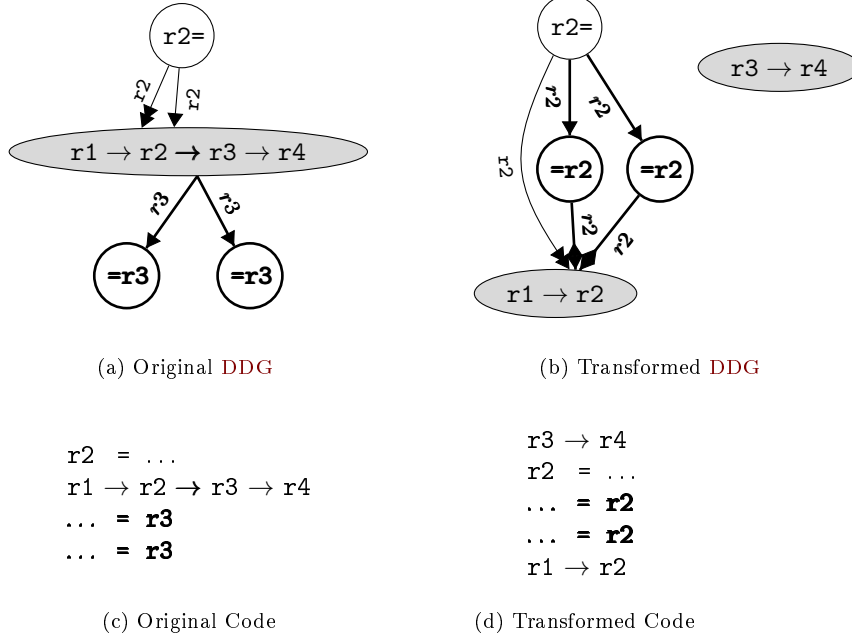 r2=
r2
r2
r1 → r2 → r3 → r4
r3
r3
=r3
=r3
(a) Original DDG
r2=
r3 → r4
r2
r2
r2
=r2
=r2
r2
r2
r1 → r2
(b) Transformed DDG
r2 = ...
r1 → r2 → r3 → r4
... = r3
... = r3
(c) Original Code
r3 → r4
r2 = ...
... = r2
... = r2
r1 → r2
(d) Transformed Code